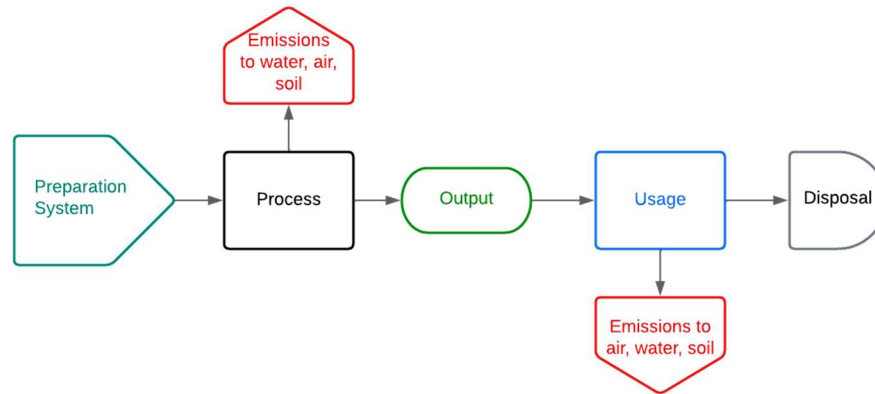 Emissions
to water, air,
soil
Preparation
System
Process
Output
Usage
Disposal
Emissions to
air, water, soil